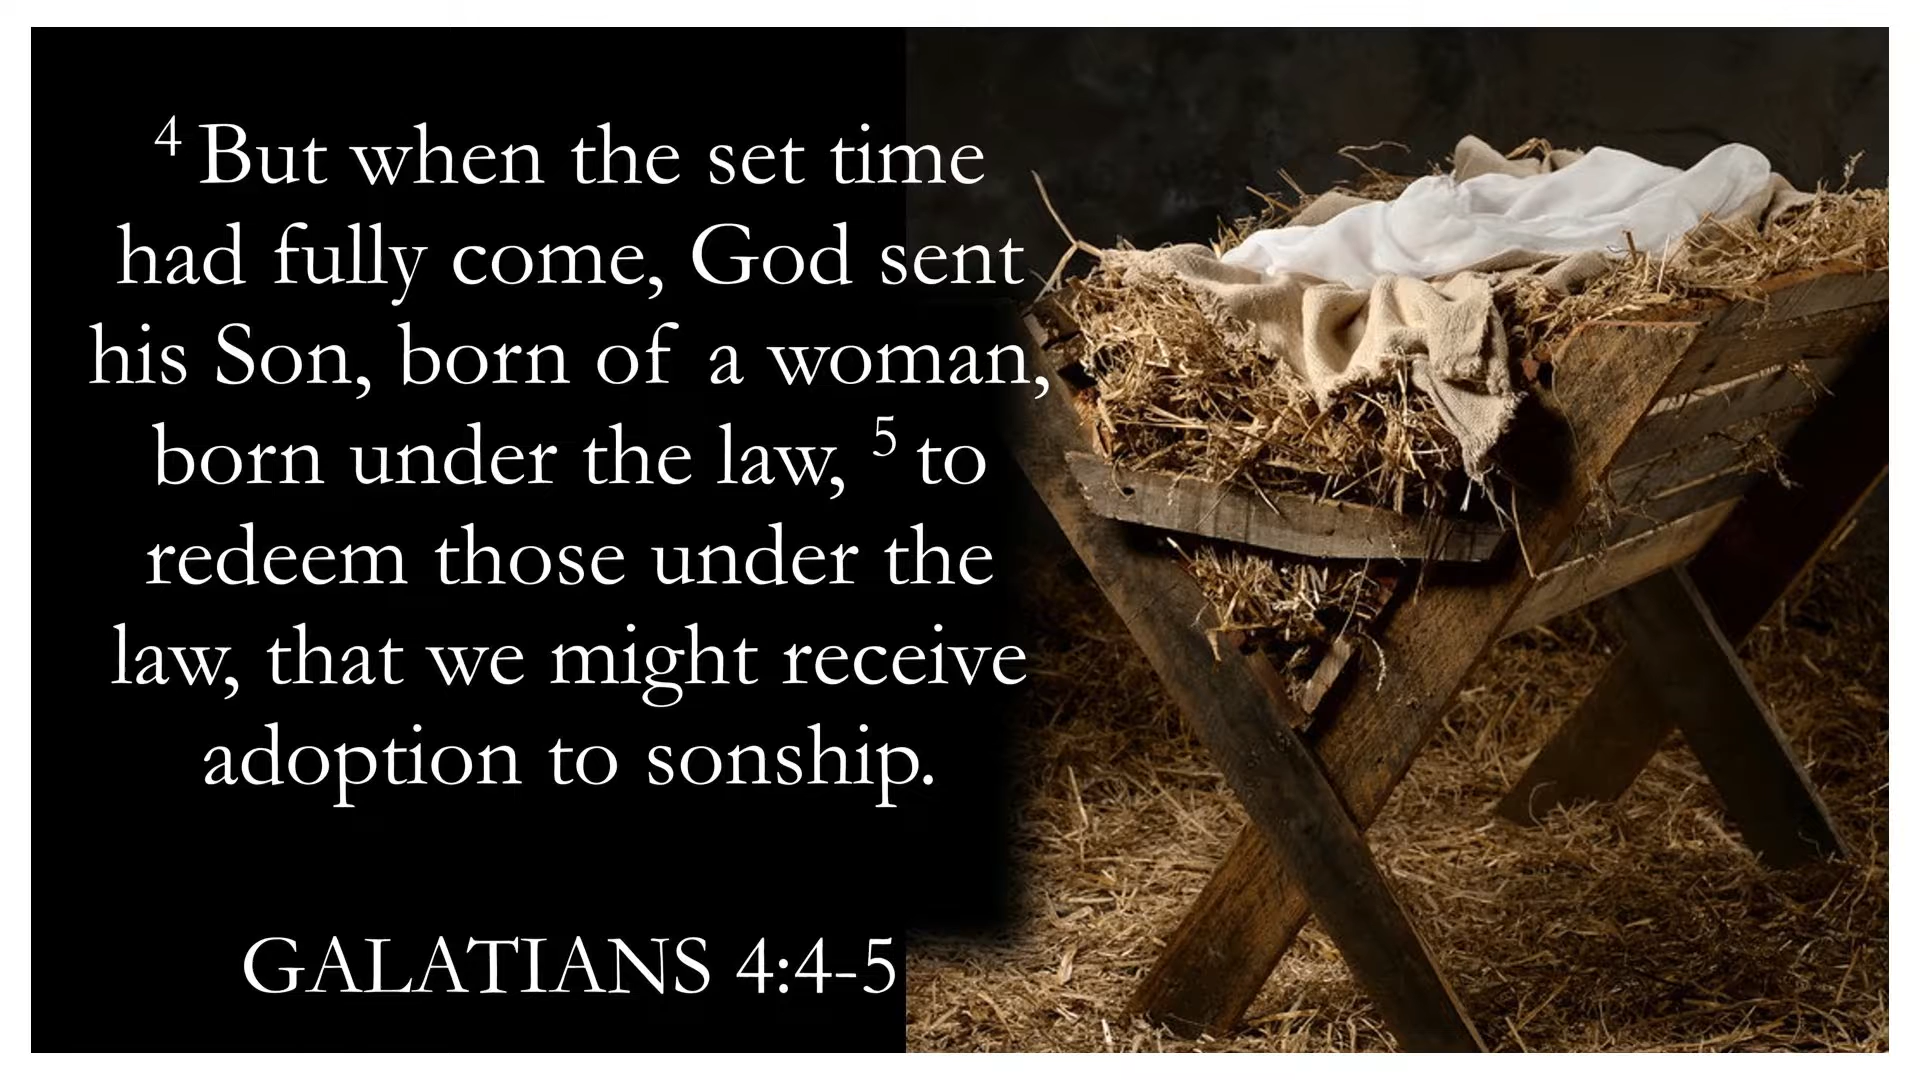 4 But when the set time
had fully come, God sent
his Son, born of a woman,
born under the law, 5 to
redeem those under the
law, that we might receive
adoption to sonship.
GALATIANS 4:4-5